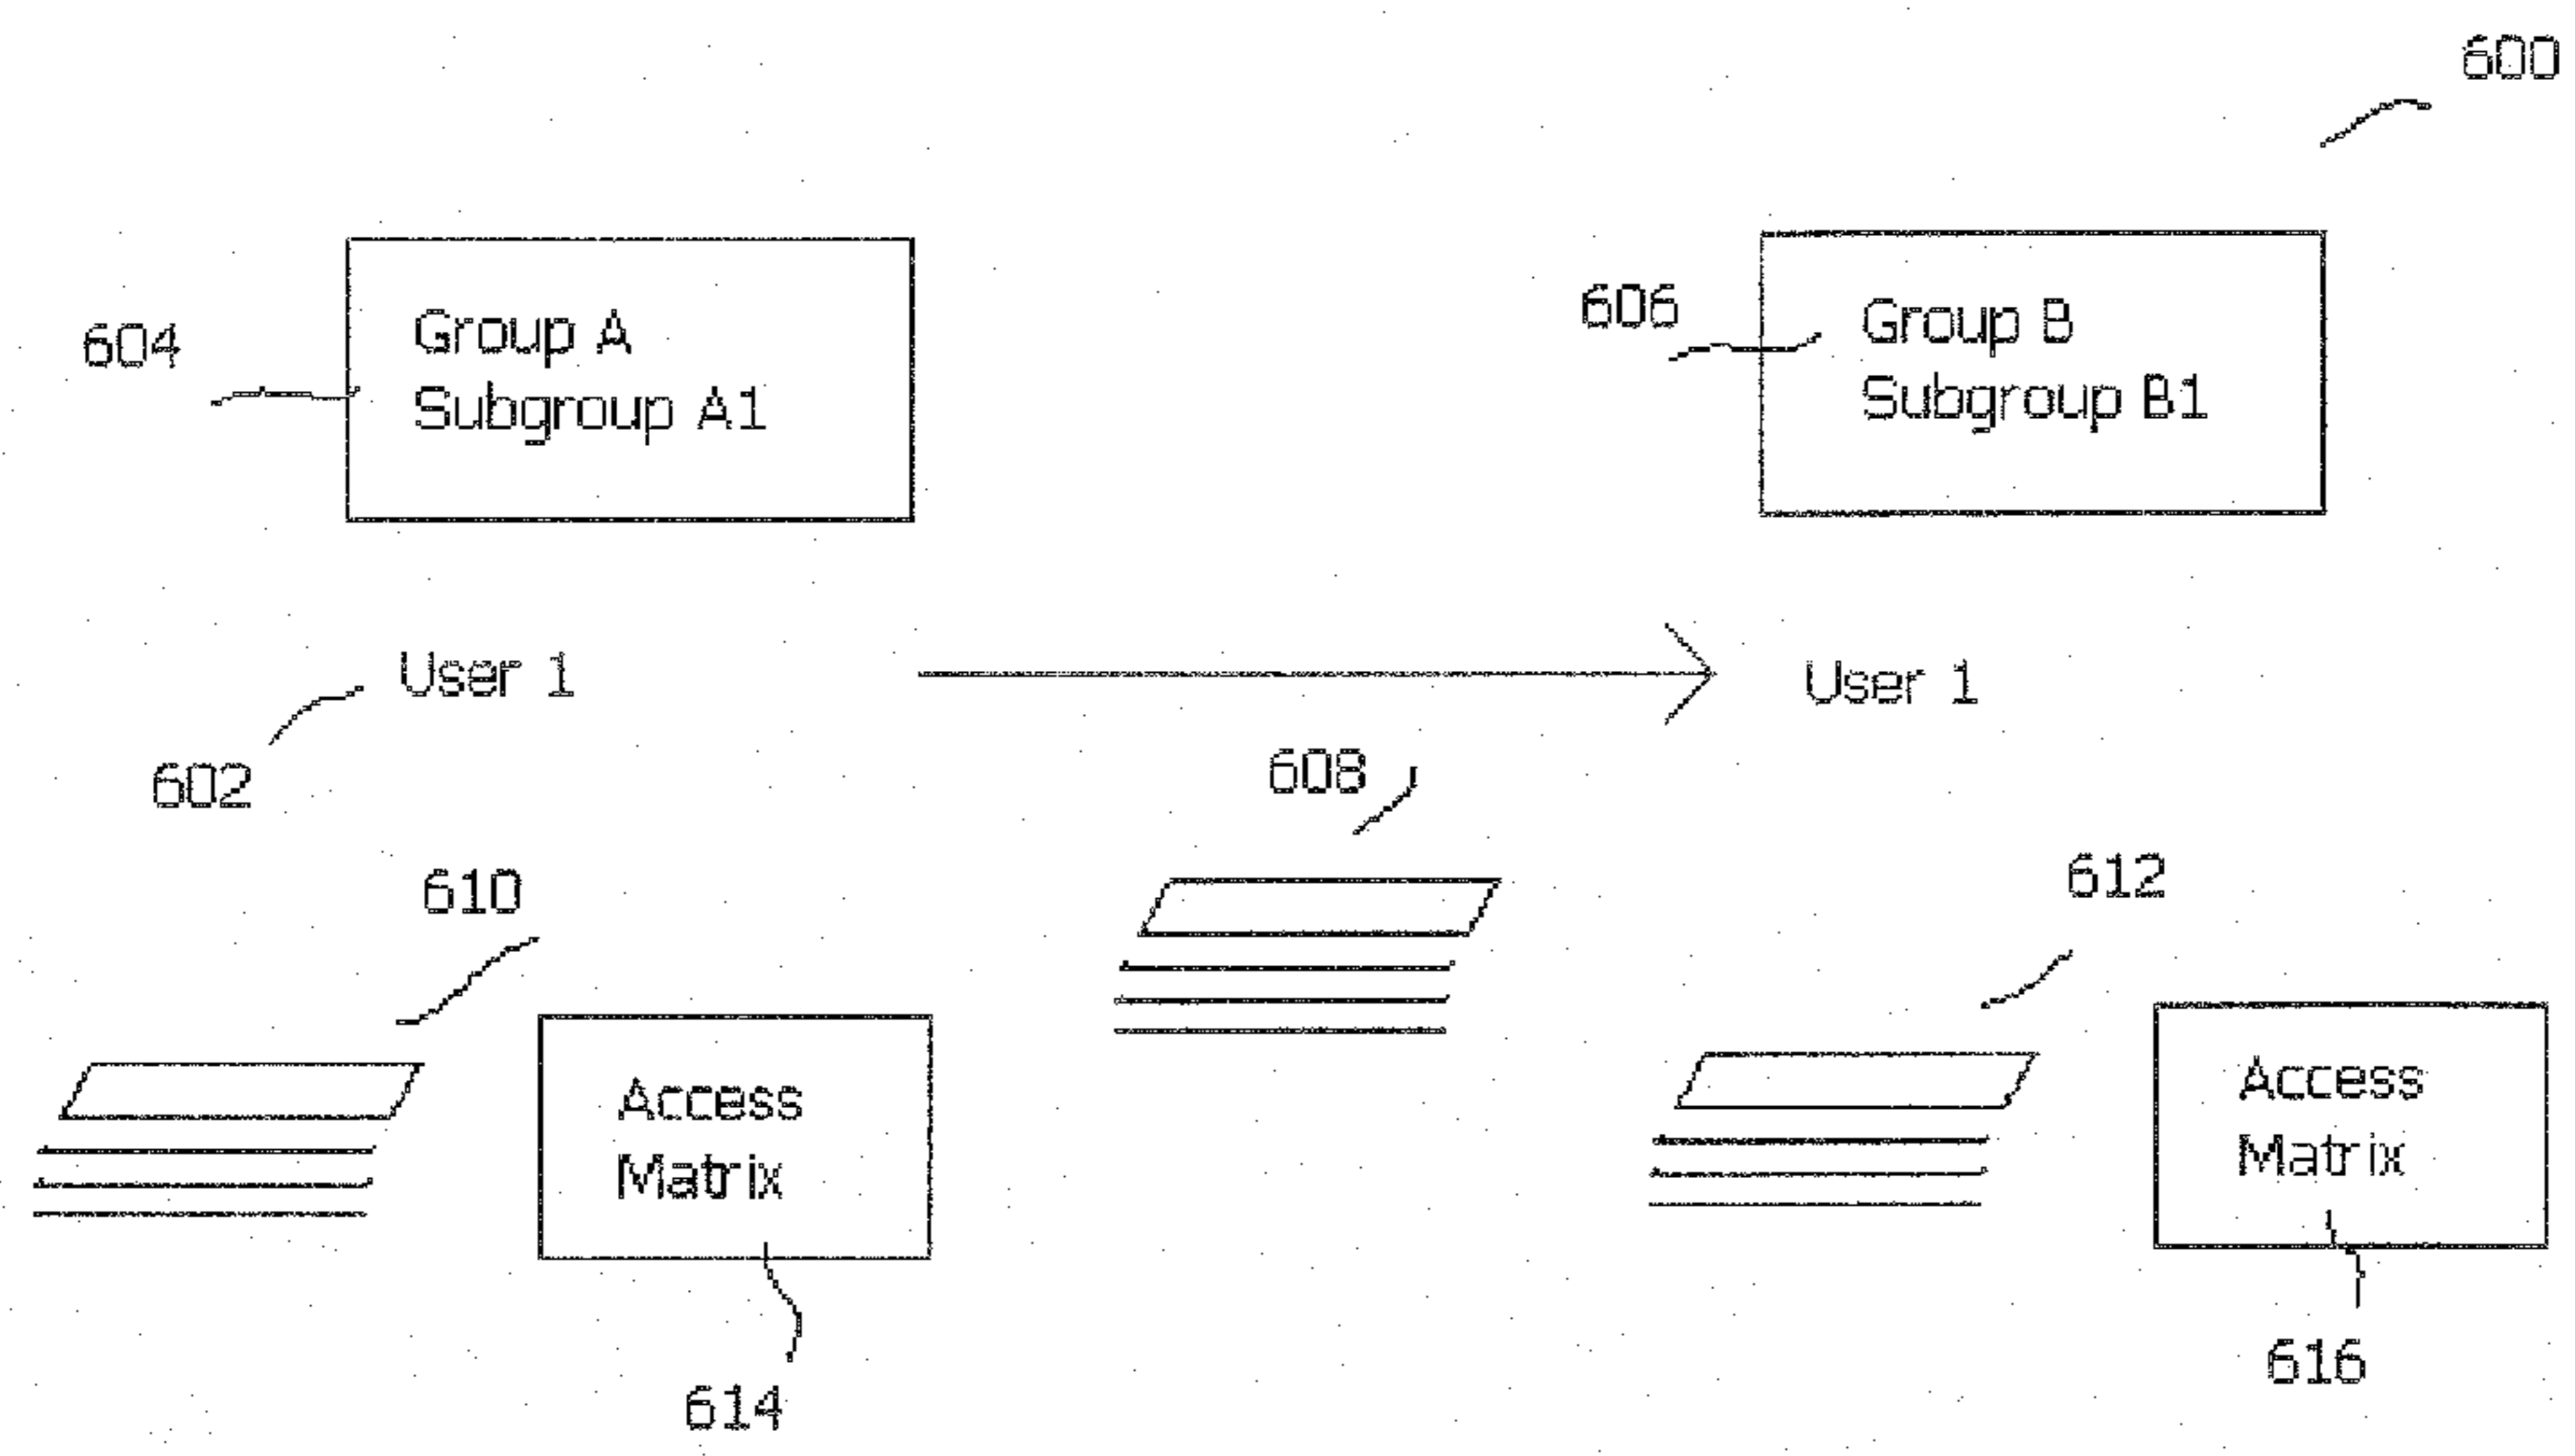 600
604
Group A
Subgroup A1
606
Group B
Subgroup B1
User 1
User 1
602
608
610
612
Access
Matrix
Access
Matrix
614
616